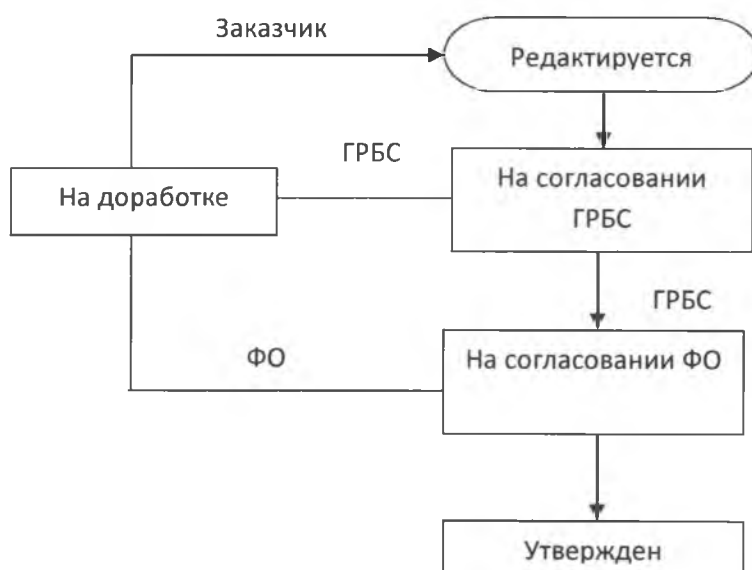 Заказчик
Редактируется
ГРБС
На доработке
На согласовании
ГРБС
ГРБС
ФО
На согласовании ФО
Утвержден